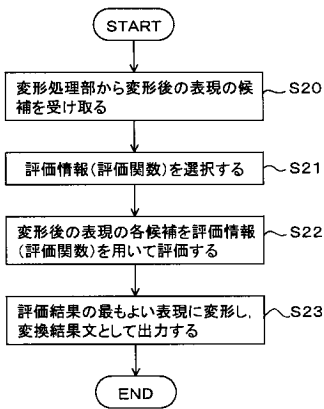 START
変形処理部から変形後の表現の候
補を受け取る
S20
評価情報(評価関数)を選択する
S21
変形後の表現の各候補を評価情報
(評価関数)を用いて評価する
S22
評価結果の最もよい表現に変形し,
変換結果文として出力する
S23
END